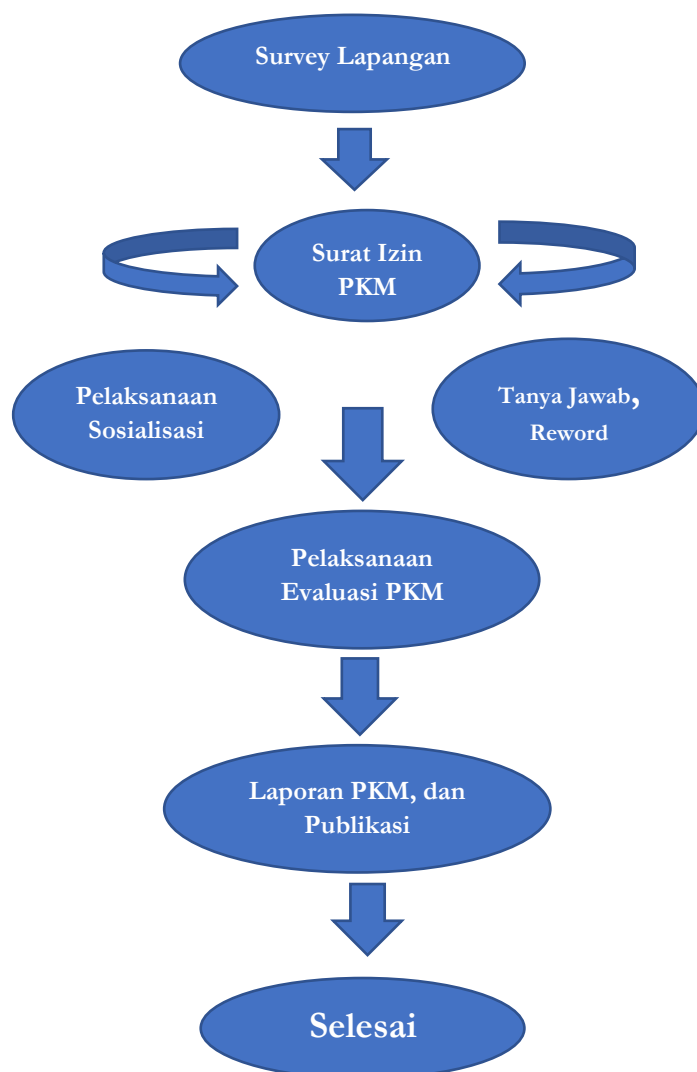 Survey Lapangan
Surat Izin
PKM
Pelaksanaan
Sosialisasi
Tanya Jawab,
Reword
Pelaksanaan
Evaluasi PKM
Laporan PKM, dan
Publikasi
Selesai